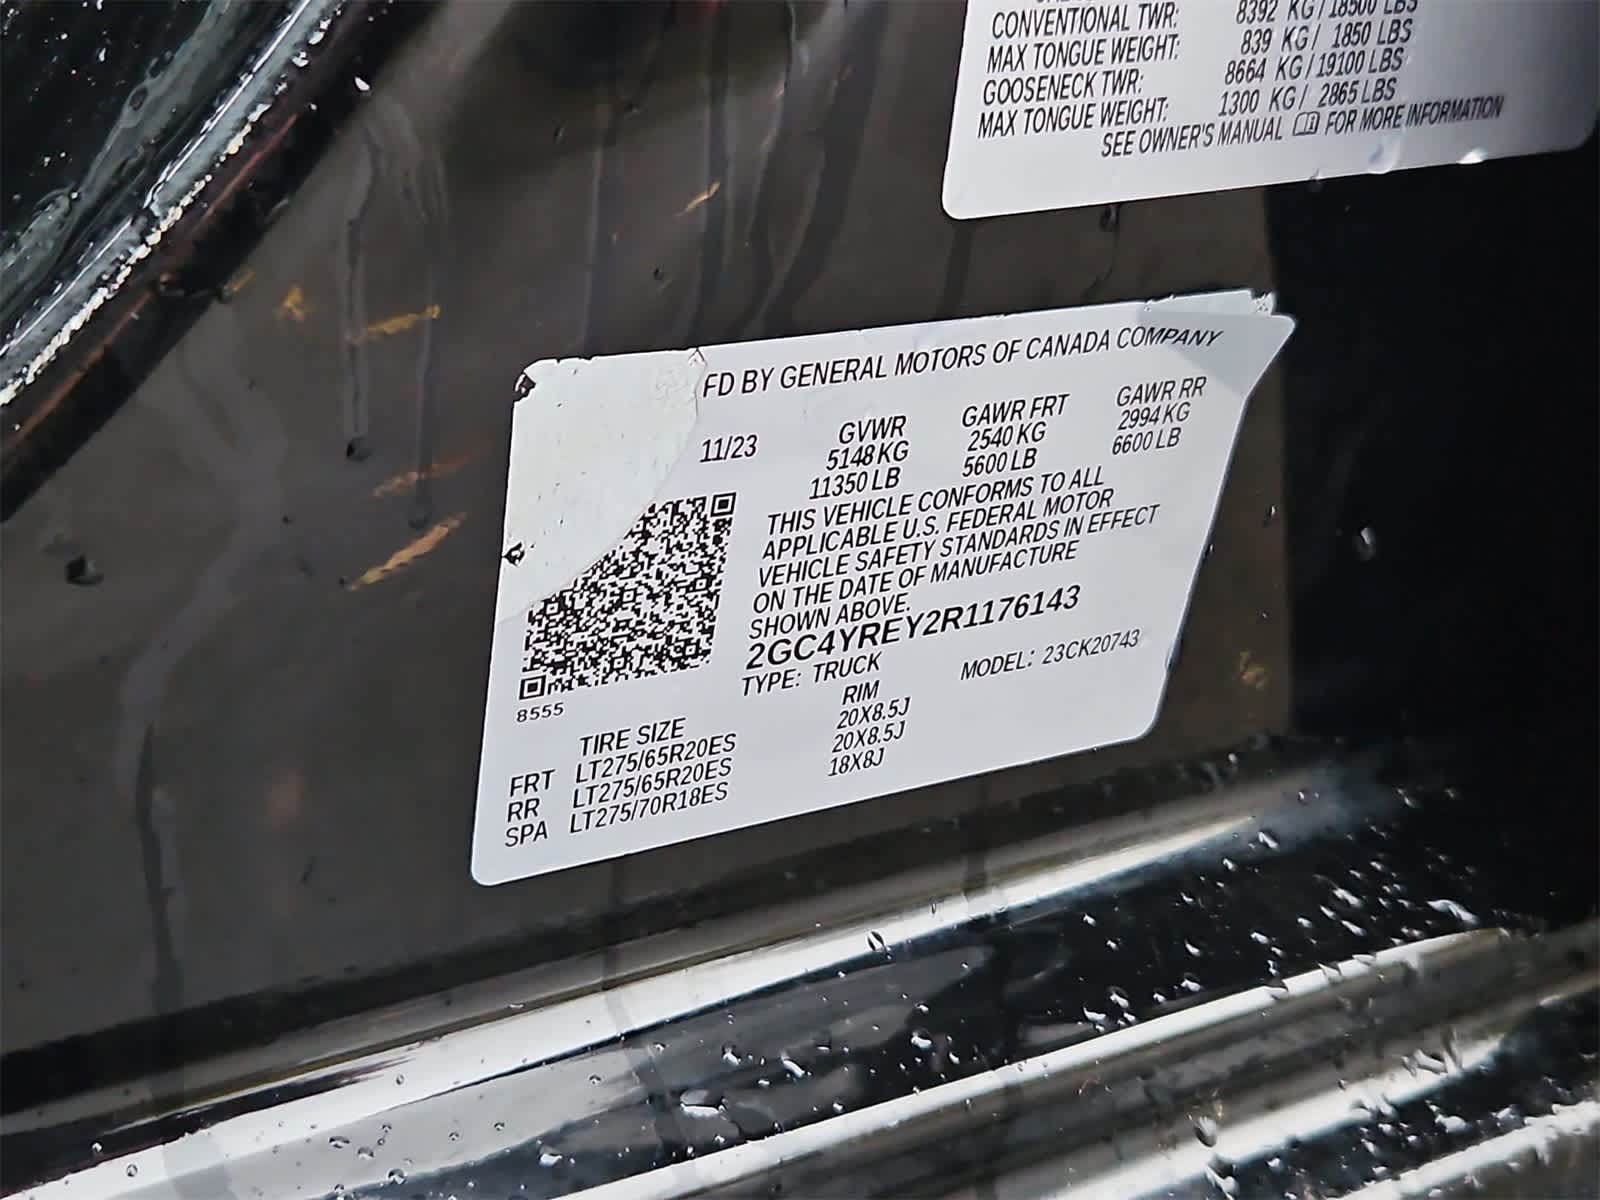 CONVENTIONAL TWR: 8392 KG/18500 LBS
MAX TONGUE WEIGHT: 839 KG/ 1850 LBS
GOOSENECK TWR: 8664 KG/19100 LBS
MAX TONGUE WEIGHT: 1300 KG/ 2865 LBS
SEE OWNER'S MANUAL FOR MORE INFORMATION
FD BY GENERAL MOTORS OF CANADA COMPANY
11/23 GVWR GAWR FRT GAWR RR
5148 KG 2540 KG 2994 KG
11350 LB 5600 LB 6600 LB
THIS VEHICLE CONFORMS TO ALL
APPLICABLE U.S. FEDERAL MOTOR
VEHICLE SAFETY STANDARDS IN EFFECT
ON THE DATE OF MANUFACTURE
SHOWN ABOVE.
2GC4YREY2R1176143
TYPE: TRUCK MODEL: 23CK20743
8555
TIRE SIZE RIM
FRT LT275/65R20ES 20X8.5J
RR LT275/65R20ES 20X8.5J
SPA LT275/70R18ES 18X8J